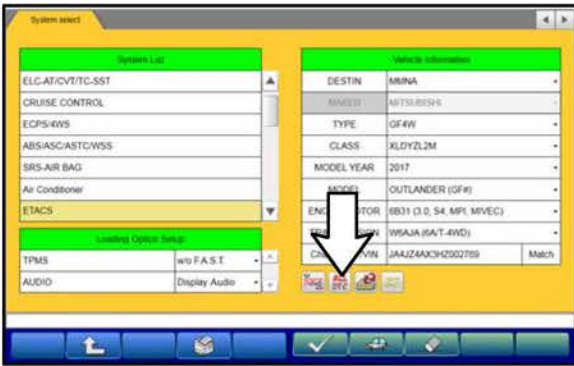 System select
System List
ELC-AT/CVT/TC-SST
CRUISE CONTROL
ECPS/4WS
ABS/ASC/ASTC/WSS
SRS-AIR BAG
Air Conditioner
ETACS
Loading Option Setup
TPMS w/o F.A.S.T.
AUDIO Display Audio
Vehicle Information
DESTIN MMNA
MAKER MITSUBISHI
TYPE GF4W
CLASS XLDYZL2M
MODEL YEAR 2017
MODEL OUTLANDER (GF#)
6B31 (3.0, S4, MPI, MIVEC)
W6AJA (6A/T-4WD)
VIN JA4JZ4AX3HZ002769 Match
DTC